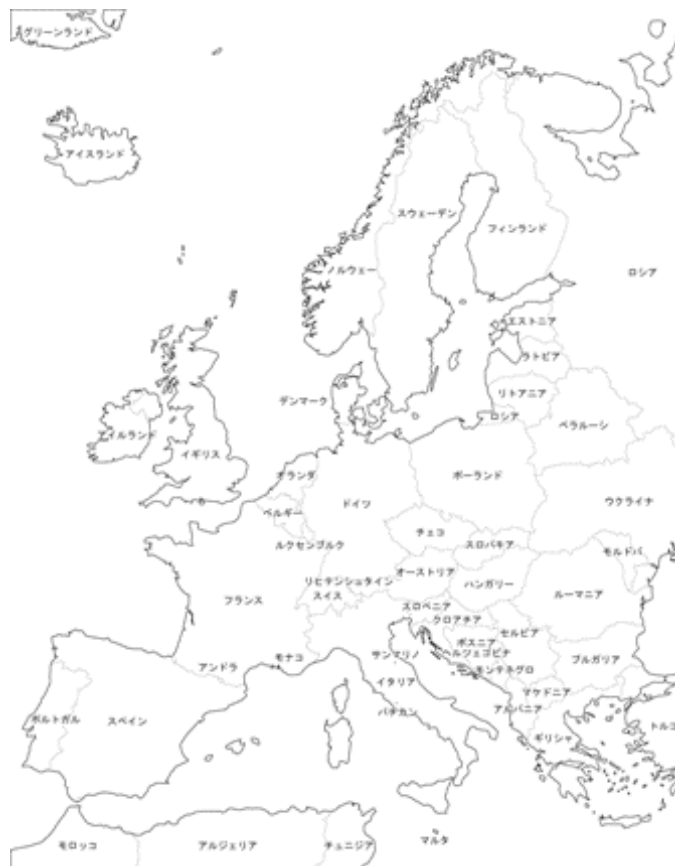 グリーンランド
アイスランド
スウェーデン
フィンランド
ノルウェー
ロシア
エストニア
ラトビア
デンマーク
リトアニア
ロシア
ベラルーシ
アイルランド
イギリス
オランダ
ポーランド
ドイツ
ウクライナ
ベルギー
チェコ
ルクセンブルク
スロバキア
モルドバ
オーストリア
リヒテンシュタイン
スイス
ハンガリー
ルーマニア
フランス
スロベニア
クロアチア
セルビア
ボスニア
ヘルツェゴビナ
サンマリノ
モナコ
アンドラ
ブルガリア
モンテネグロ
イタリア
マケドニア
アルバニア
バチカン
ポルトガル
スペイン
トルコ
ギリシャ
マルタ
モロッコ
アルジェリア
チュニジア